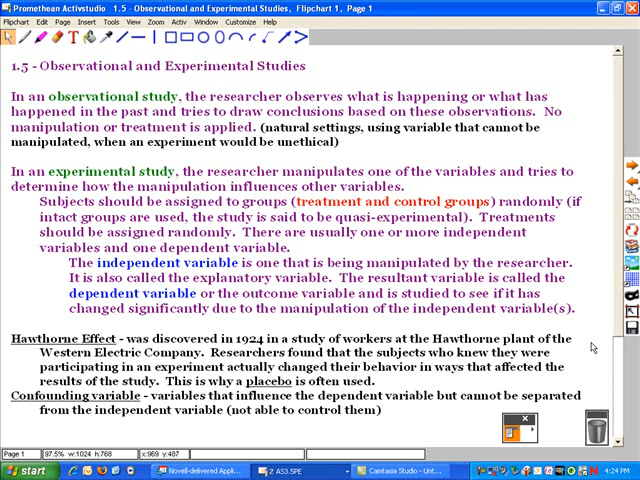 Promethean Activstudio   1.5 - Observational and Experimental Studies,  Flipchart 1,  Page 1
Flipchart  Edit  Page  Insert  Tools  View  Activ  Window  Customize  Help
1.5 - Observational and Experimental Studies
In an observational study, the researcher observes what is happening or what has
happened in the past and tries to draw conclusions based on these observations.  No
manipulation or treatment is applied. (natural settings, using variable that cannot be
manipulated, when an experiment would be unethical)
In an experimental study, the researcher manipulates one of the variables and tries to
determine how the manipulation influences other variables.
Subjects should be assigned to groups (treatment and control groups) randomly (if
intact groups are used, the study is said to be quasi-experimental).  Treatments
should be assigned randomly.  There are usually one or more independent
variables and one dependent variable.
The independent variable is one that is being manipulated by the researcher.
It is also called the explanatory variable.  The resultant variable is called the
dependent variable or the outcome variable and is studied to see if it has
changed significantly due to the manipulation of the independent variable(s).
Hawthorne Effect - was discovered in 1924 in a study of workers at the Hawthorne plant of the
Western Electric Company.  Researchers found that the subjects who knew they were
participating in an experiment actually changed their behavior in ways that affected the
results of the study.  This is why a placebo is often used.
Confounding variable - variables that influence the dependent variable but cannot be separated
from the independent variable (not able to control them)
Page 1  97.5%  w:1024  h:768  x:969  y:487
start  Novell-delivered Appli...  2 AS3.SPE  Camtasia Studio - Unt...  4:24 PM